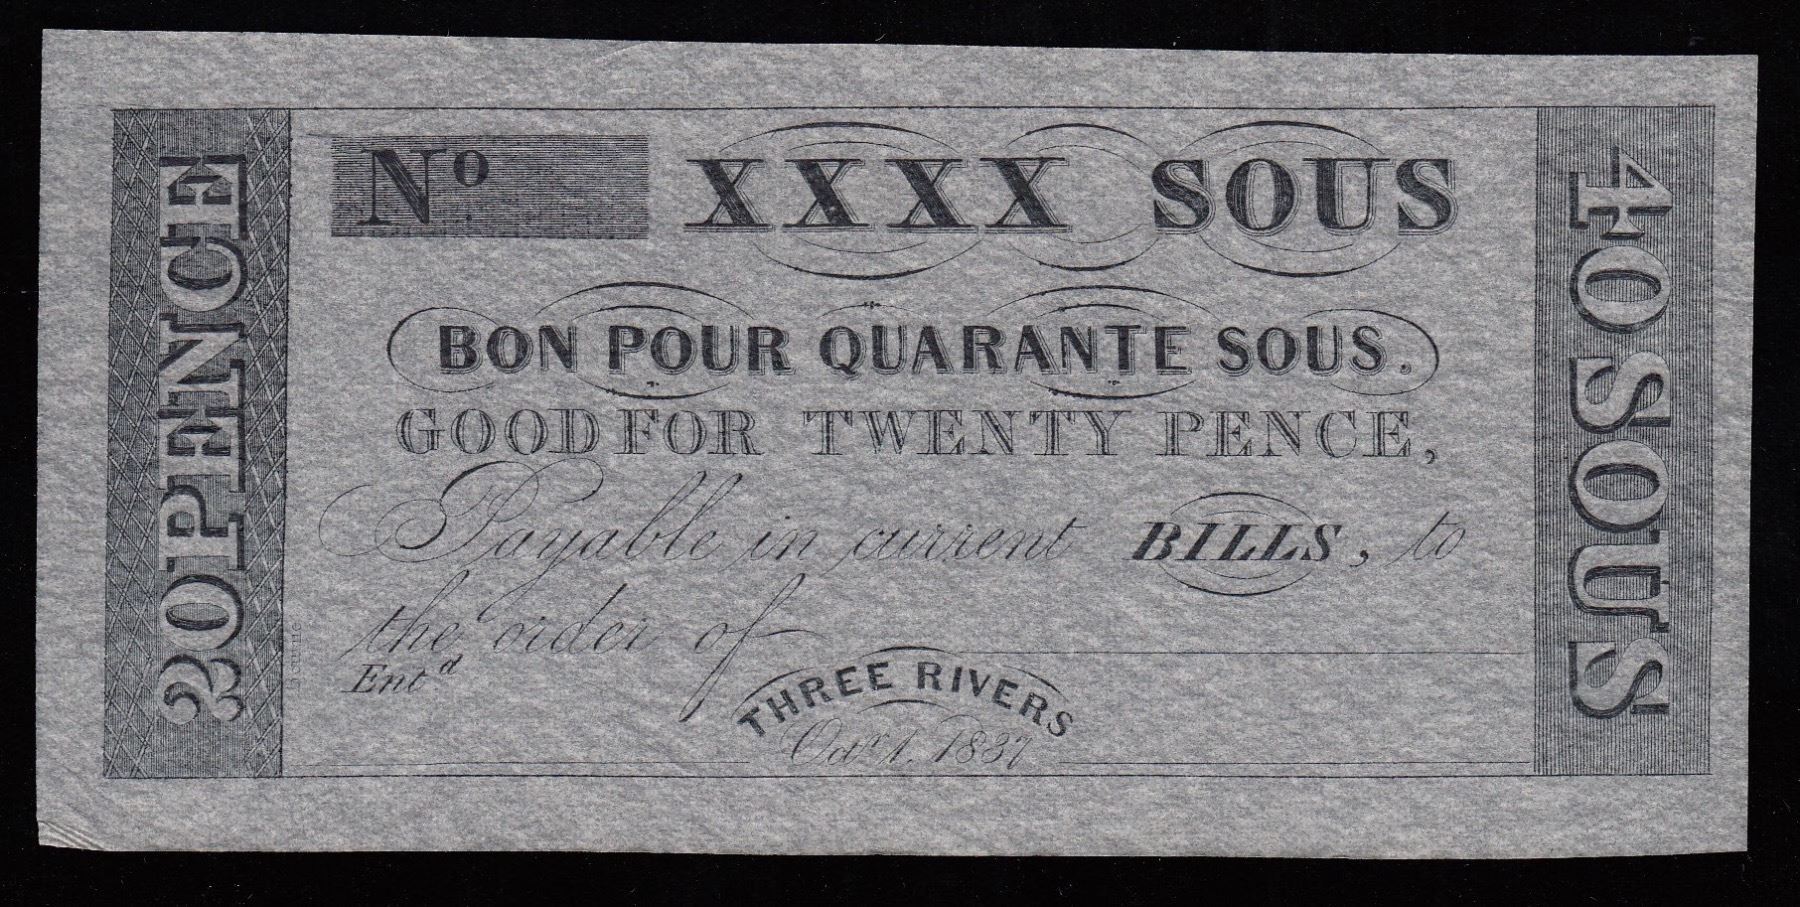 20 PENCE
No XXXX SOUS
BON POUR QUARANTE SOUS.
GOOD FOR TWENTY PENCE,
Payable in current BILLS, to
the order of
Entd
THREE RIVERS
Octr 1, 1837
40 SOUS